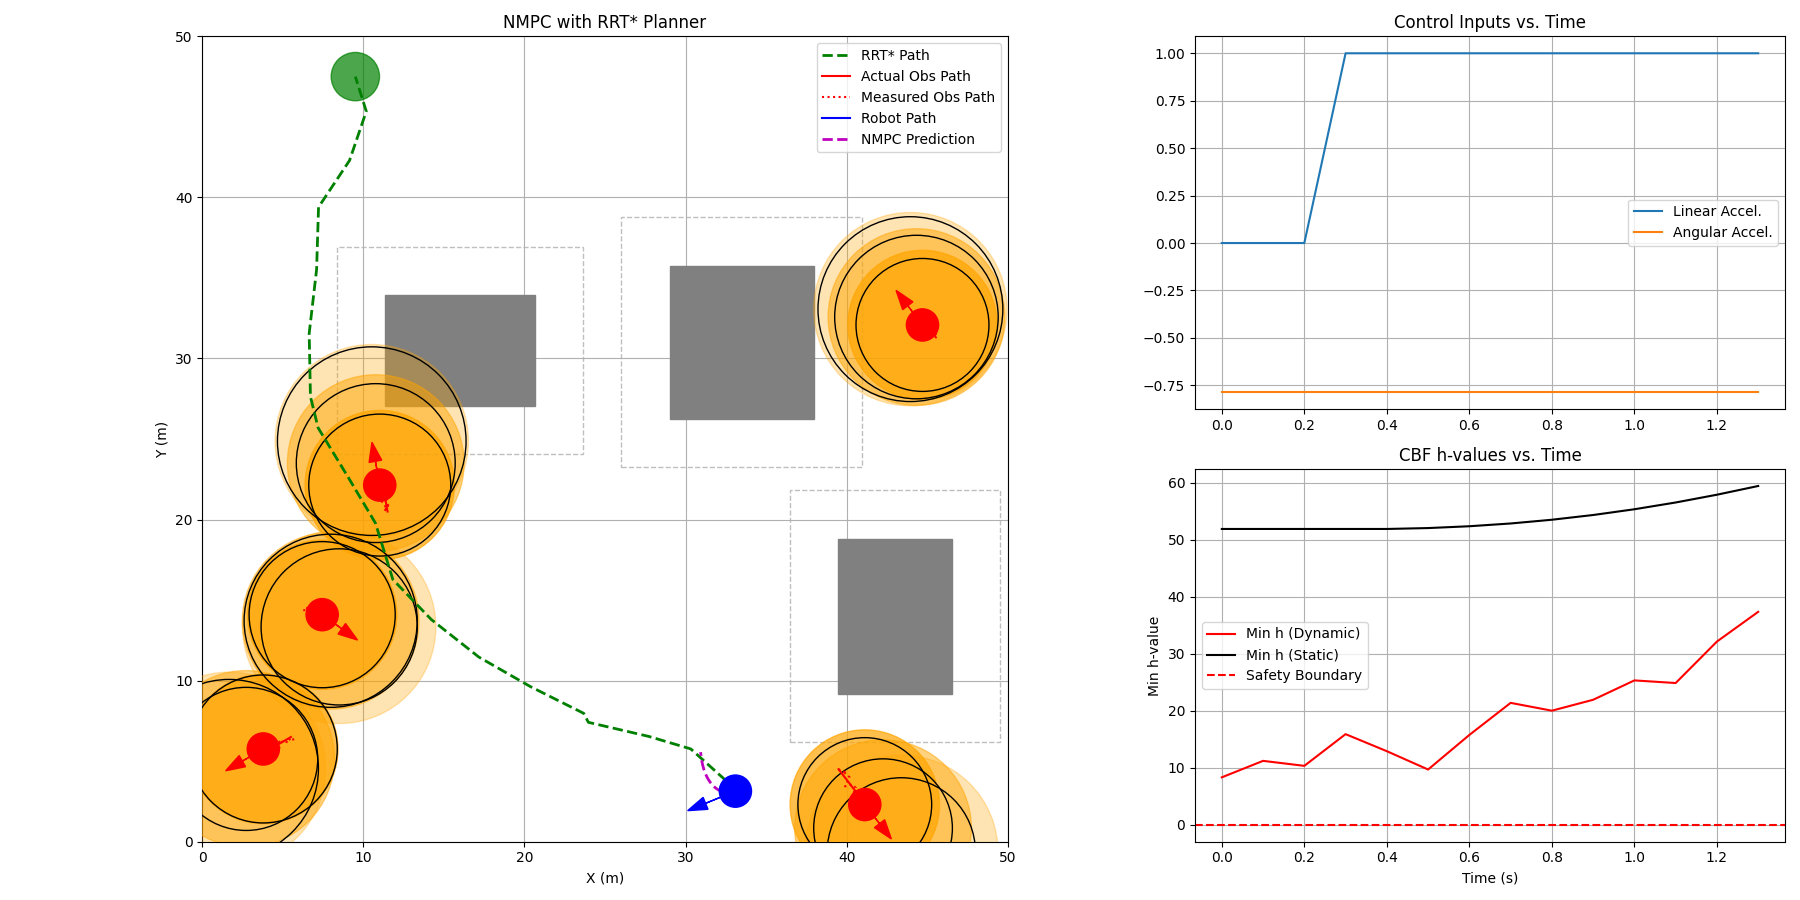 NMPC with RRT* Planner
50
40
30
20
10
0
Y (m)
0
10
20
30
40
50
X (m)
RRT* Path
Actual Obs Path
Measured Obs Path
Robot Path
NMPC Prediction
Control Inputs vs. Time
1.00
0.75
0.50
0.25
0.00
−0.25
−0.50
−0.75
Linear Accel.
Angular Accel.
0.0
0.2
0.4
0.6
0.8
1.0
1.2
CBF h-values vs. Time
60
50
40
30
20
10
0
Min h-value
Min h (Dynamic)
Min h (Static)
Safety Boundary
0.0
0.2
0.4
0.6
0.8
1.0
1.2
Time (s)